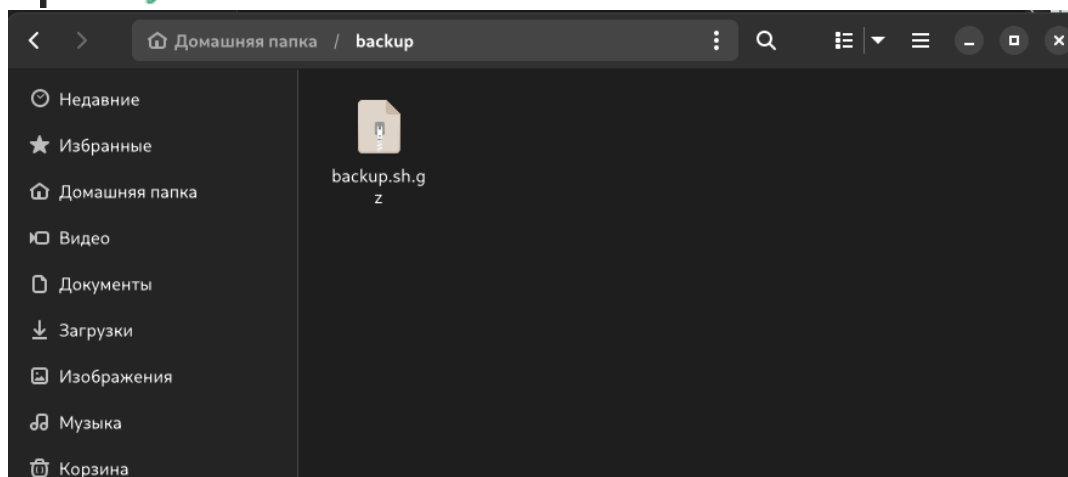 Домашняя папка / backup
Недавние
Избранные
Домашняя папка
Видео
Документы
Загрузки
Изображения
Музыка
Корзина
backup.sh.g
z